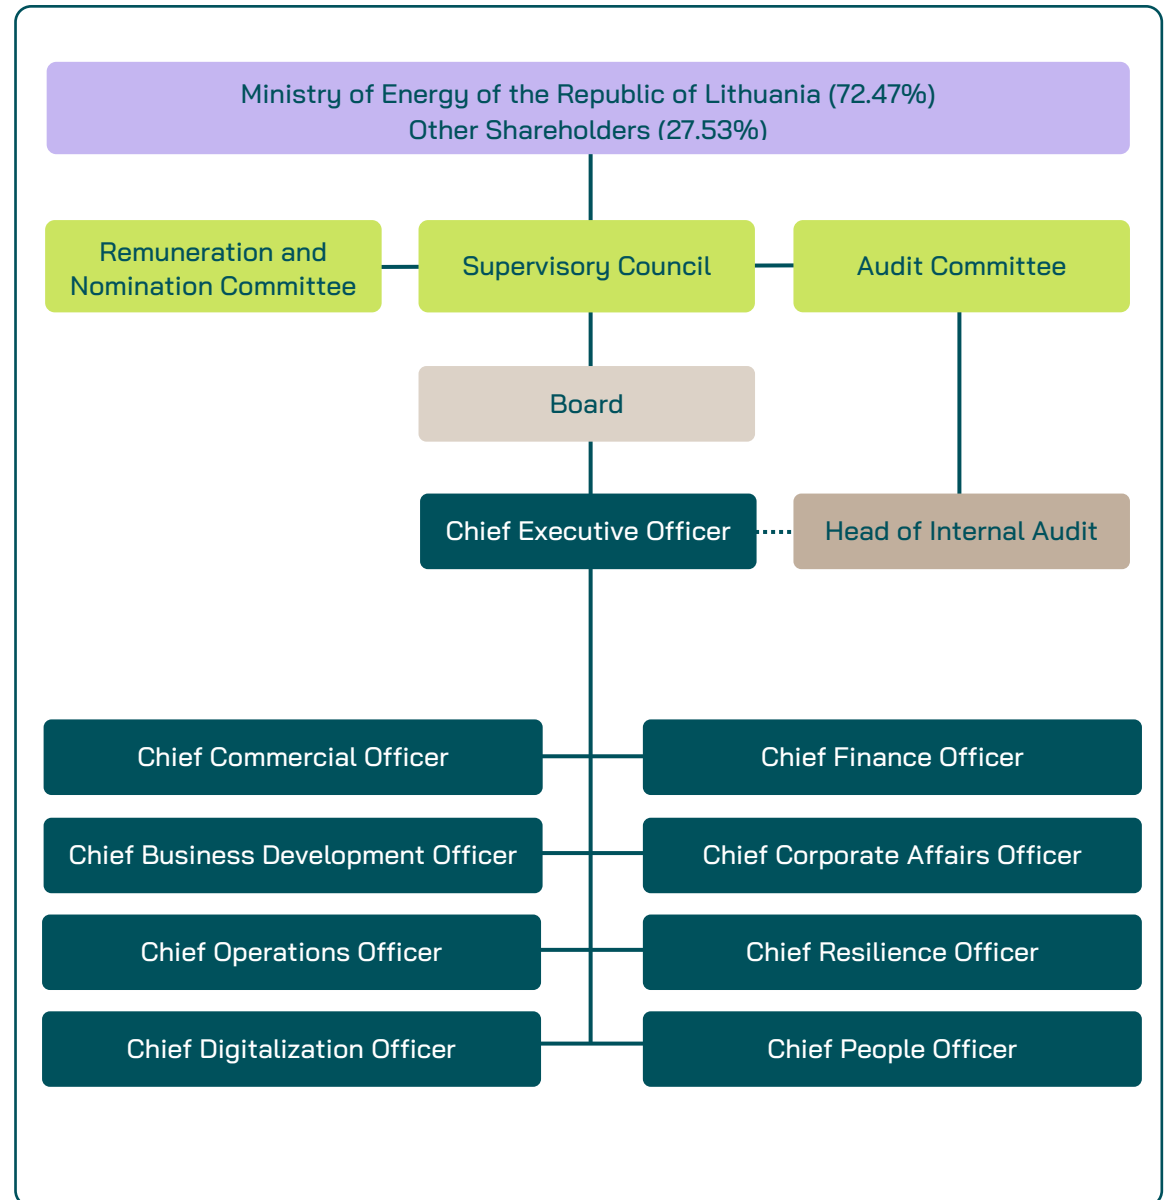 Ministry of Energy of the Republic of Lithuania (72.47%)
Other Shareholders (27.53%)
Remuneration and
Nomination Committee
Supervisory Council
Audit Committee
Board
Chief Executive Officer
Head of Internal Audit
Chief Commercial Officer
Chief Finance Officer
Chief Business Development Officer
Chief Corporate Affairs Officer
Chief Operations Officer
Chief Resilience Officer
Chief Digitalization Officer
Chief People Officer